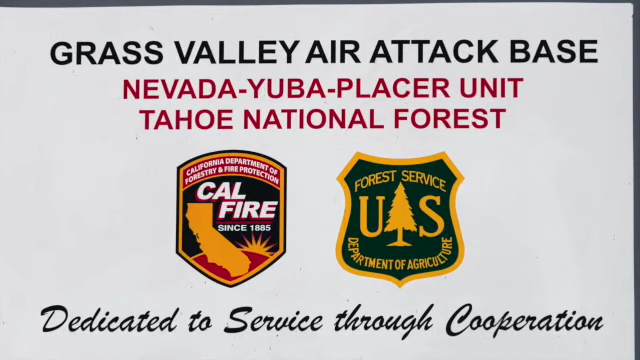 GRASS VALLEY AIR ATTACK BASE
NEVADA-YUBA-PLACER UNIT
TAHOE NATIONAL FOREST
CALIFORNIA DEPARTMENT OF
FORESTRY & FIRE PROTECTION
CAL
FIRE
SINCE 1885
FOREST SERVICE
U S
DEPARTMENT OF AGRICULTURE
Dedicated to Service through Cooperation